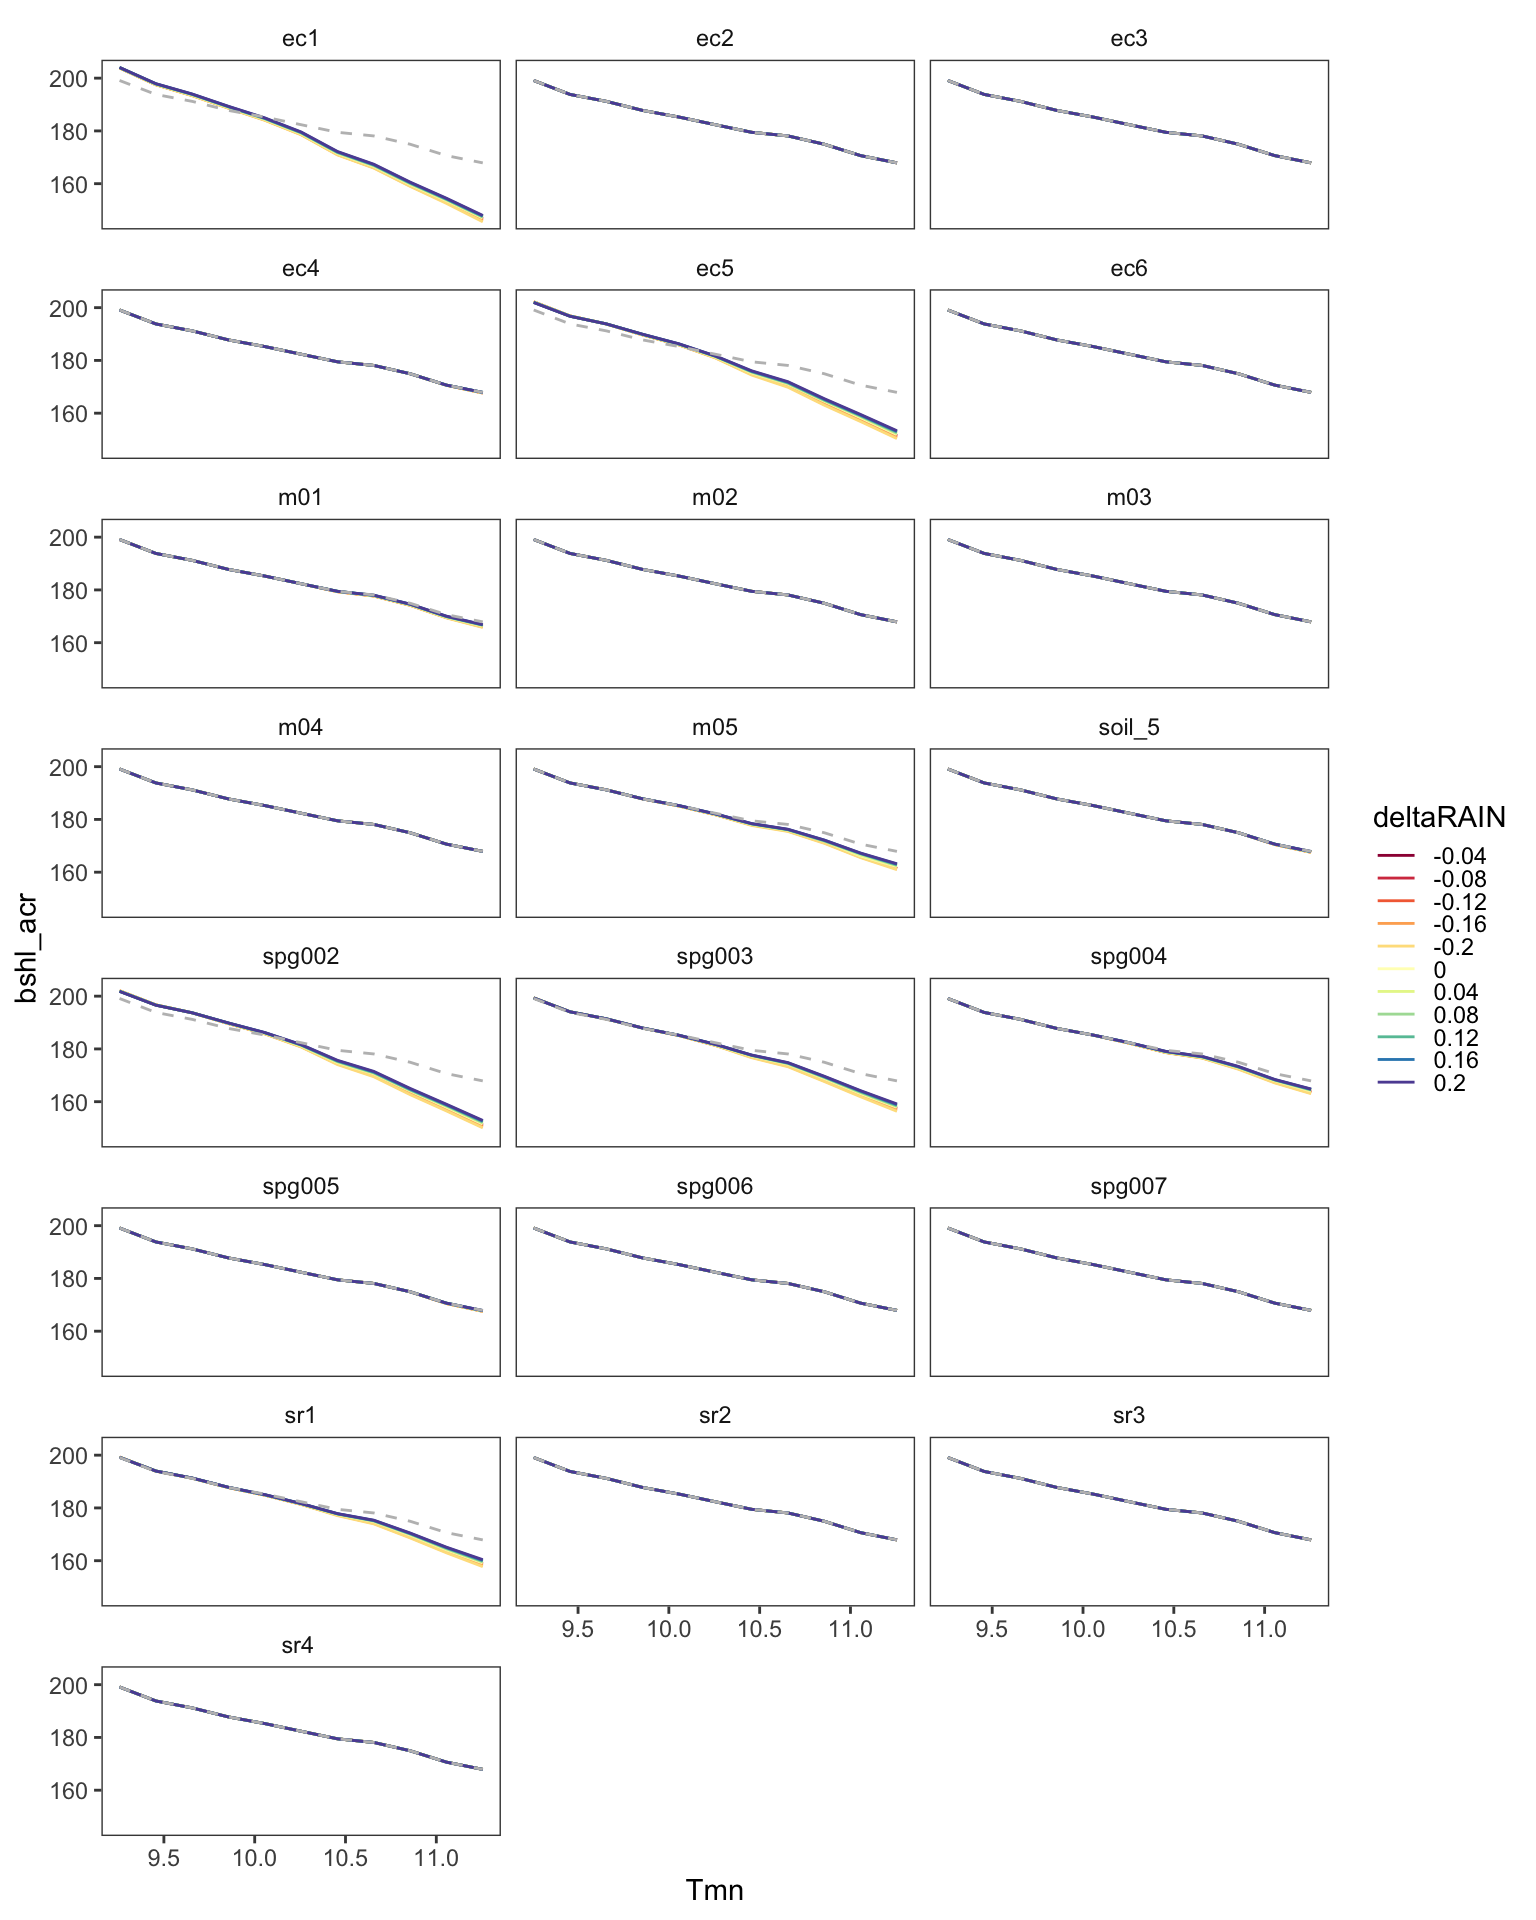 ec1
ec2
ec3
200
180
160
ec4
ec5
ec6
200
180
160
m01
m02
m03
200
180
160
m04
m05
soil_5
200
180
160
spg002
spg003
spg004
200
180
160
spg005
spg006
spg007
200
180
160
sr1
sr2
sr3
200
180
160
9.5 10.0 10.5 11.0
9.5 10.0 10.5 11.0
sr4
200
180
160
9.5 10.0 10.5 11.0
Tmn
bshl_acr
deltaRAIN
-0.04
-0.08
-0.12
-0.16
-0.2
0
0.04
0.08
0.12
0.16
0.2